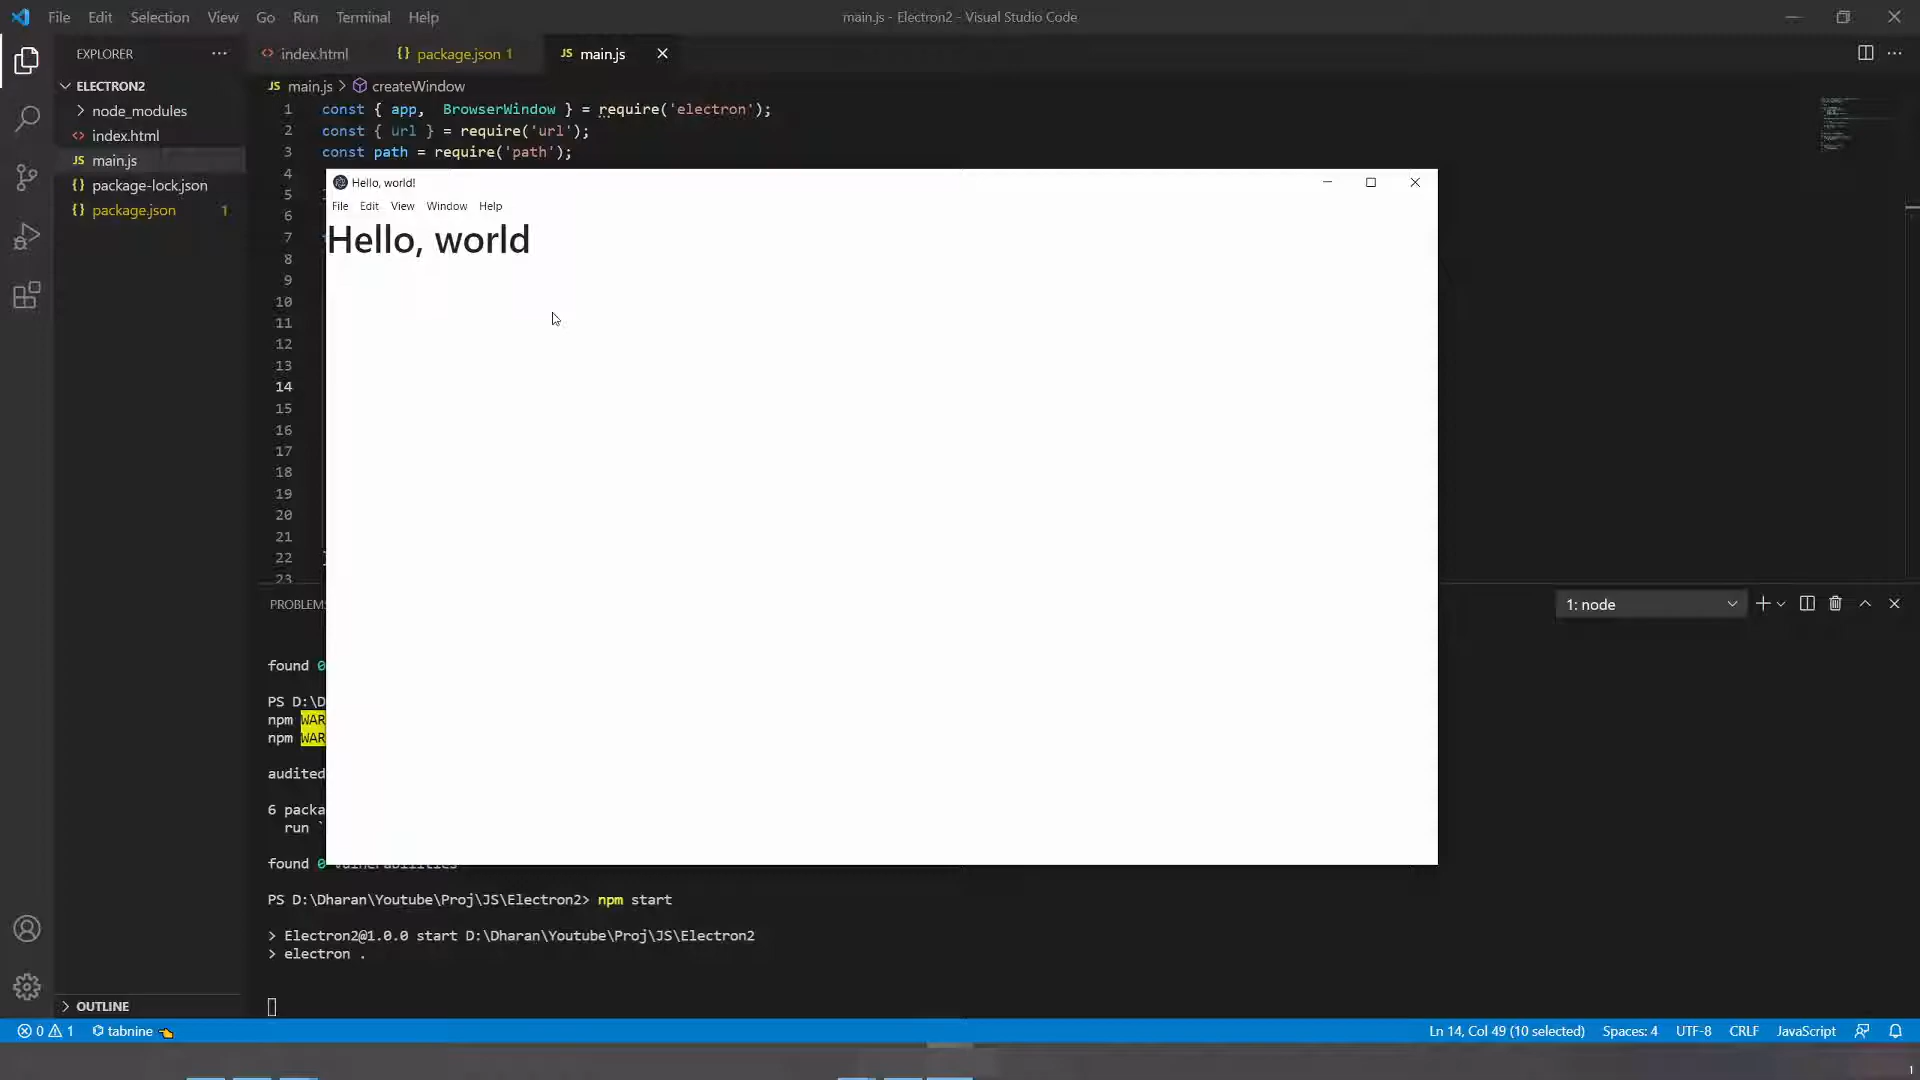 File Edit Selection View Go Run Terminal Help
main.js - Electron2 - Visual Studio Code
EXPLORER
index.html
{} package.json 1
JS main.js
ELECTRON2
node_modules
index.html
JS main.js
{} package-lock.json
{} package.json 1
JS main.js > createWindow
1 const { app, BrowserWindow } = require('electron');
2 const { url } = require('url');
3 const path = require('path');
4
5
6
7
8
9
10
11
12
13
14
15
16
17
18
19
20
21
22 }
23
Hello, world!
File Edit View Window Help
Hello, world
PROBLEM
1: node
found 0
PS D:\D
npm WAR
npm WAR
audited
6 packa
run `
found 0 vulnerabilities
PS D:\Dharan\Youtube\Proj\JS\Electron2> npm start
> Electron2@1.0.0 start D:\Dharan\Youtube\Proj\JS\Electron2
> electron .
OUTLINE
0 1 tabnine
Ln 14, Col 49 (10 selected) Spaces: 4 UTF-8 CRLF JavaScript
1